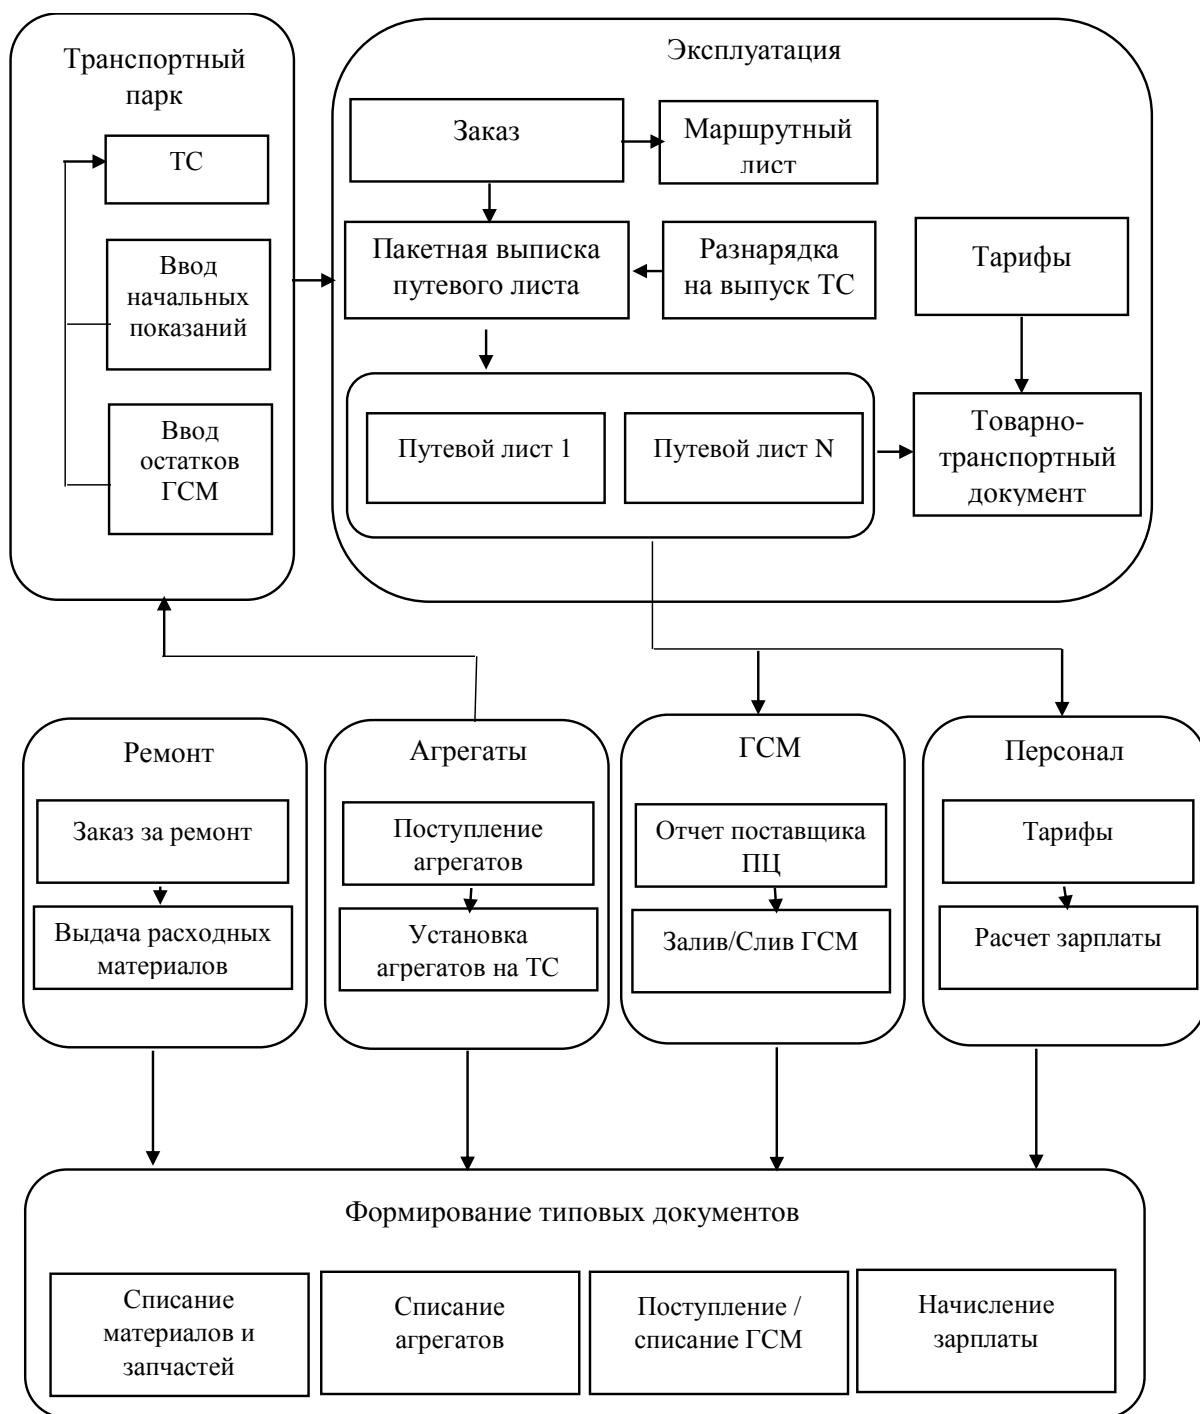 Транспортный
парк
ТС
Ввод
начальных
показаний
Ввод
остатков
ГСМ
Эксплуатация
Заказ
Маршрутный
лист
Пакетная выписка
путевого листа
Разнарядка
на выпуск ТС
Тарифы
Путевой лист 1
Путевой лист N
Товарно-
транспортный
документ
Ремонт
Заказ за ремонт
Выдача расходных
материалов
Агрегаты
Поступление
агрегатов
Установка
агрегатов на ТС
ГСМ
Отчет поставщика
ПЦ
Залив/Слив ГСМ
Персонал
Тарифы
Расчет зарплаты
Формирование типовых документов
Списание
материалов и
запчастей
Списание
агрегатов
Поступление /
списание ГСМ
Начисление
зарплаты